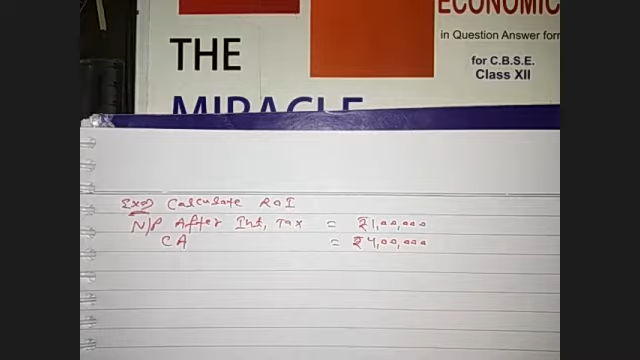 ECONOMIC
in Question Answer for
for C.B.S.E.
Class XII
THE
MIRACLE
Calculate ROI
N/P After Int, Tax = ₹1,00,000
CA = ₹4,00,000